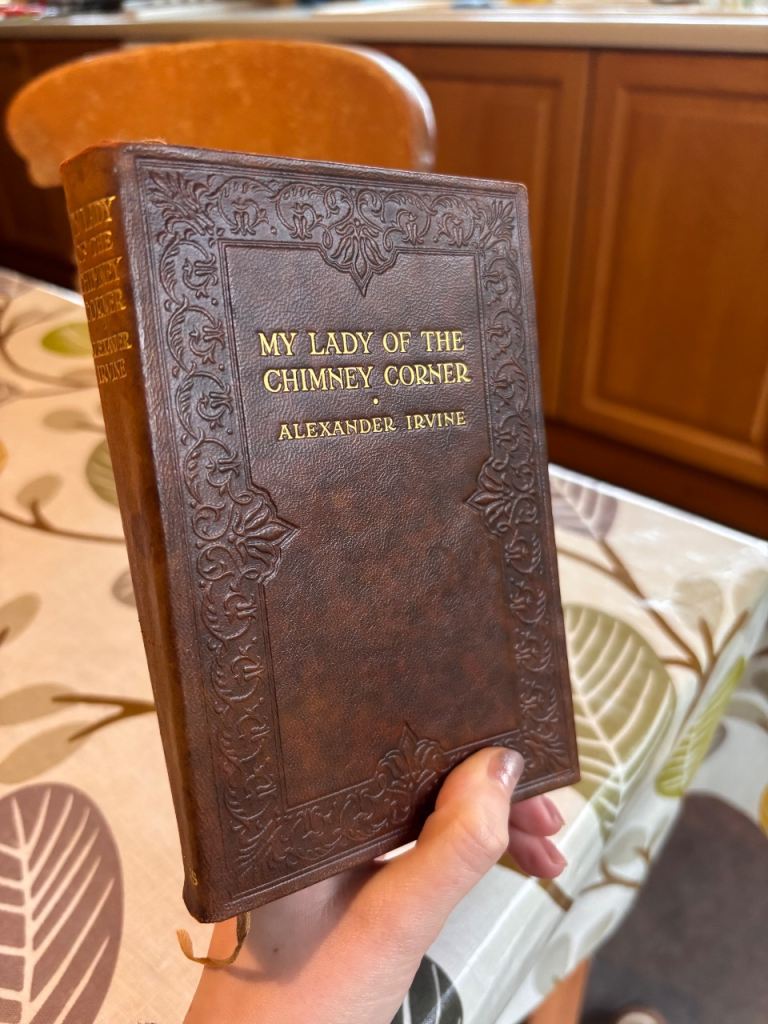 MY LADY OF THE
CHIMNEY CORNER
•
ALEXANDER IRVINE
MY LADY
OF THE
CHIMNEY
CORNER
ALEXANDER
IRVINE